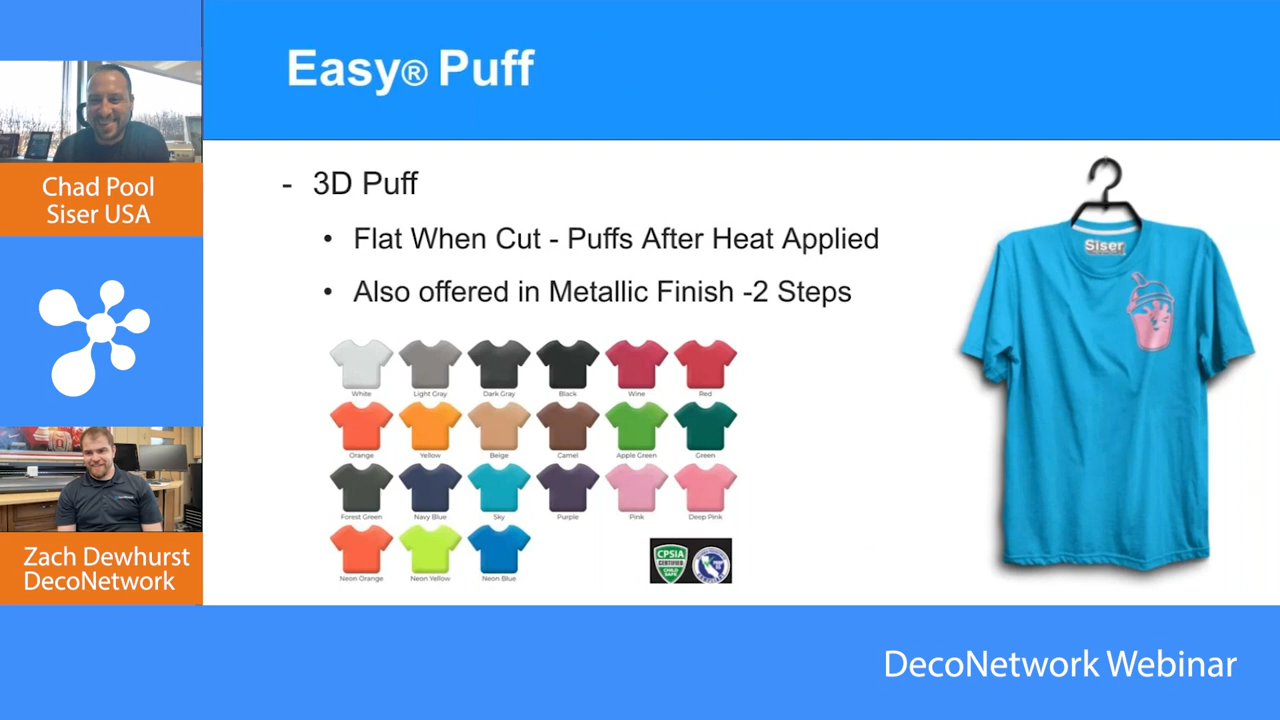 Easy® Puff
Chad Pool
Siser USA
Zach Dewhurst
DecoNetwork
- 3D Puff
• Flat When Cut - Puffs After Heat Applied
• Also offered in Metallic Finish -2 Steps
White Light Gray Dark Gray Black Wine Red
Orange Yellow Beige Camel Apple Green Green
Forest Green Navy Blue Sky Purple Pink Deep Pink
Neon Orange Neon Yellow Neon Blue
CPSIA
CERTIFIED
CHILD
SAFE
Siser
DecoNetwork Webinar